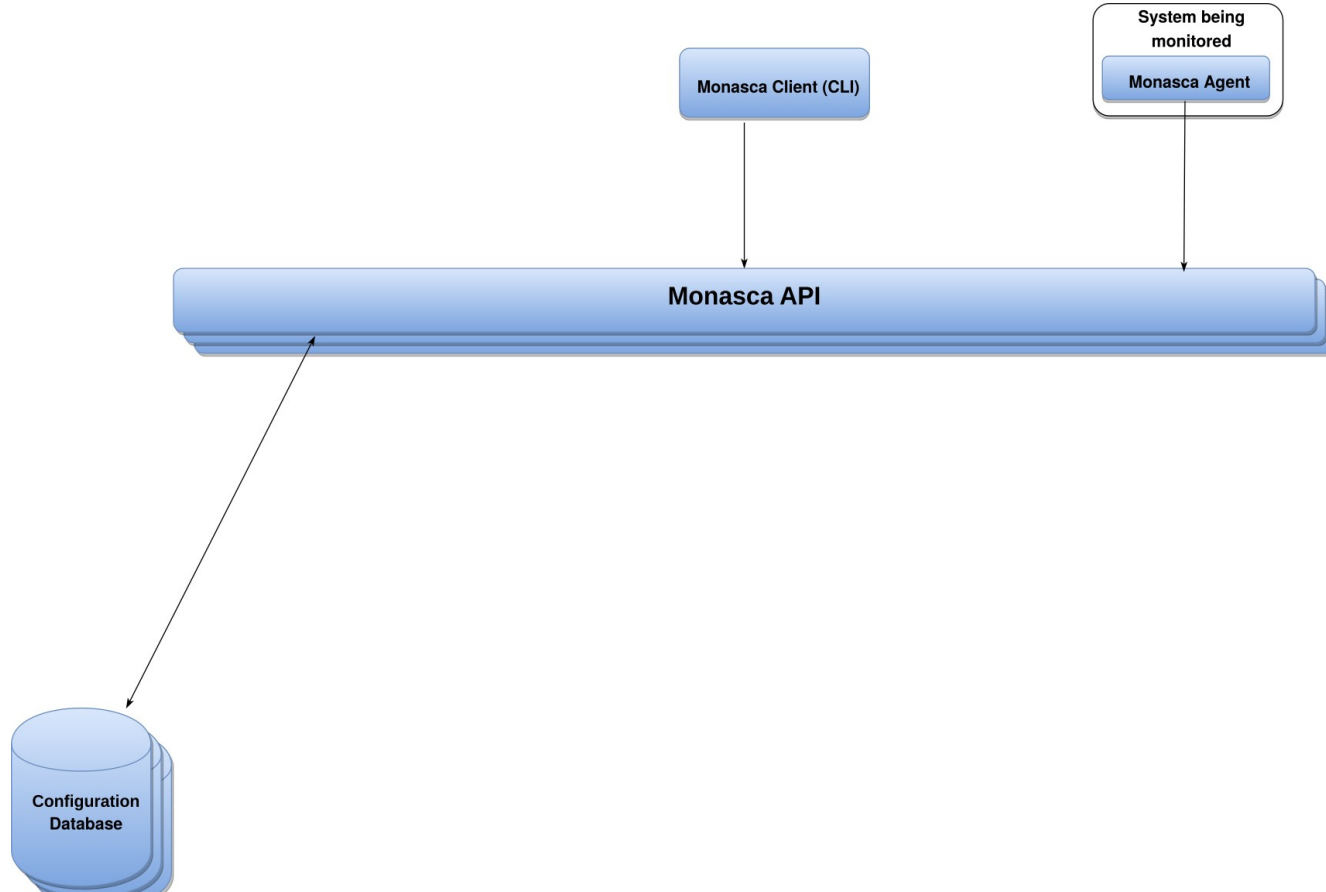 System being
monitored
Monasca Client (CLI)
Monasca Agent
Monasca API
Configuration
Database